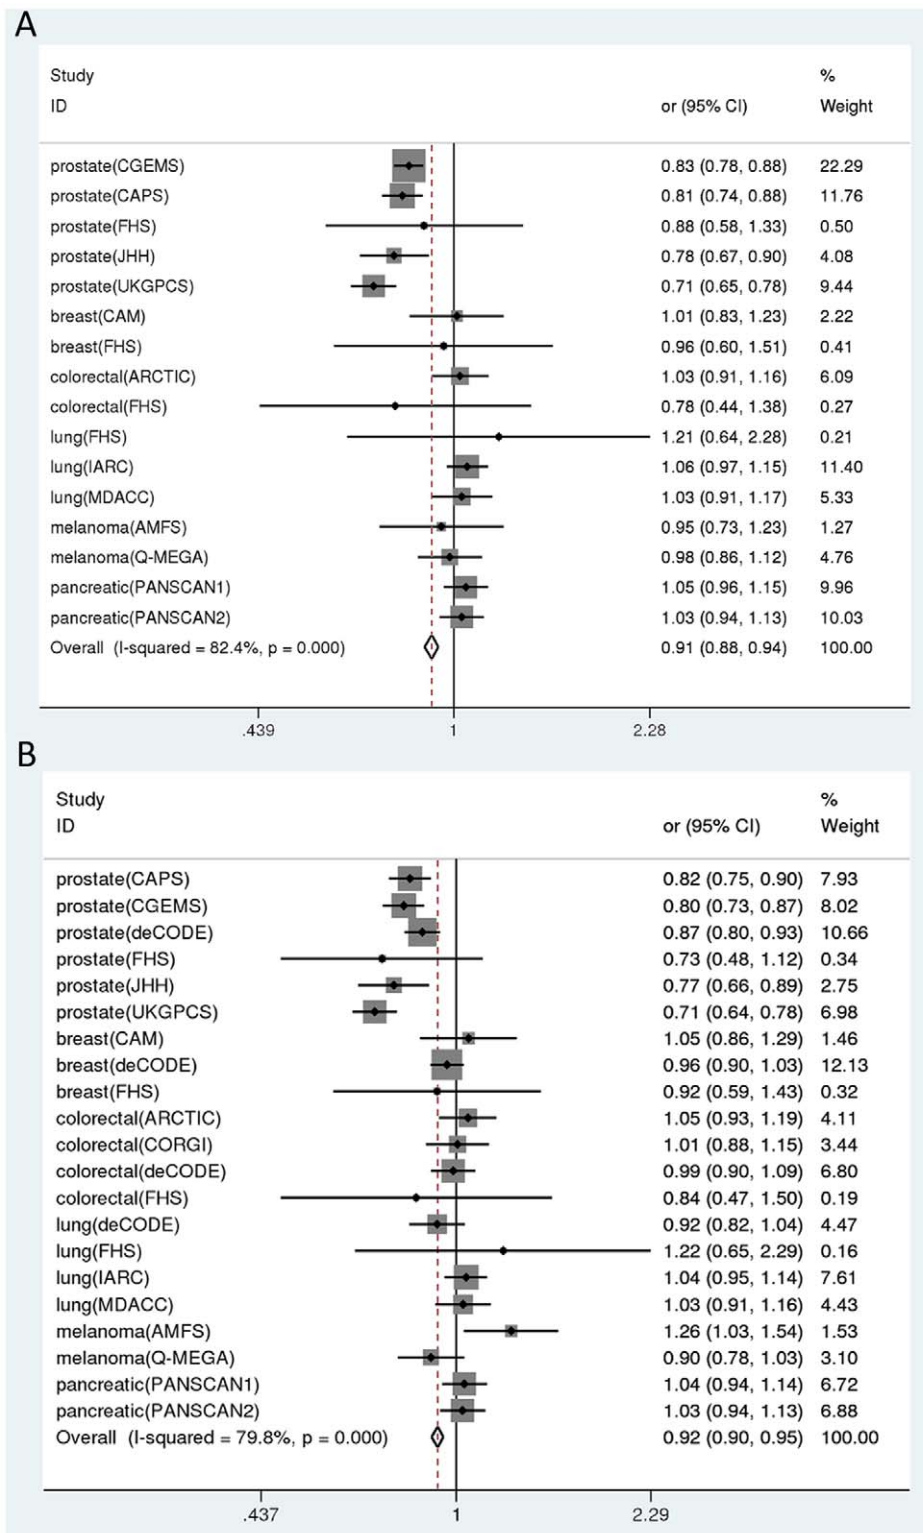 A
Study %
ID or (95% CI) Weight
prostate(CGEMS) 0.83 (0.78, 0.88) 22.29
prostate(CAPS) 0.81 (0.74, 0.88) 11.76
prostate(FHS) 0.88 (0.58, 1.33) 0.50
prostate(JHH) 0.78 (0.67, 0.90) 4.08
prostate(UKGPCS) 0.71 (0.65, 0.78) 9.44
breast(CAM) 1.01 (0.83, 1.23) 2.22
breast(FHS) 0.96 (0.60, 1.51) 0.41
colorectal(ARCTIC) 1.03 (0.91, 1.16) 6.09
colorectal(FHS) 0.78 (0.44, 1.38) 0.27
lung(FHS) 1.21 (0.64, 2.28) 0.21
lung(IARC) 1.06 (0.97, 1.15) 11.40
lung(MDACC) 1.03 (0.91, 1.17) 5.33
melanoma(AMFS) 0.95 (0.73, 1.23) 1.27
melanoma(Q-MEGA) 0.98 (0.86, 1.12) 4.76
pancreatic(PANSCAN1) 1.05 (0.96, 1.15) 9.96
pancreatic(PANSCAN2) 1.03 (0.94, 1.13) 10.03
Overall (I-squared = 82.4%, p = 0.000) 0.91 (0.88, 0.94) 100.00
.439 1 2.28
B
Study %
ID or (95% CI) Weight
prostate(CAPS) 0.82 (0.75, 0.90) 7.93
prostate(CGEMS) 0.80 (0.73, 0.87) 8.02
prostate(deCODE) 0.87 (0.80, 0.93) 10.66
prostate(FHS) 0.73 (0.48, 1.12) 0.34
prostate(JHH) 0.77 (0.66, 0.89) 2.75
prostate(UKGPCS) 0.71 (0.64, 0.78) 6.98
breast(CAM) 1.05 (0.86, 1.29) 1.46
breast(deCODE) 0.96 (0.90, 1.03) 12.13
breast(FHS) 0.92 (0.59, 1.43) 0.32
colorectal(ARCTIC) 1.05 (0.93, 1.19) 4.11
colorectal(CORGI) 1.01 (0.88, 1.15) 3.44
colorectal(deCODE) 0.99 (0.90, 1.09) 6.80
colorectal(FHS) 0.84 (0.47, 1.50) 0.19
lung(deCODE) 0.92 (0.82, 1.04) 4.47
lung(FHS) 1.22 (0.65, 2.29) 0.16
lung(IARC) 1.04 (0.95, 1.14) 7.61
lung(MDACC) 1.03 (0.91, 1.16) 4.43
melanoma(AMFS) 1.26 (1.03, 1.54) 1.53
melanoma(Q-MEGA) 0.90 (0.78, 1.03) 3.10
pancreatic(PANSCAN1) 1.04 (0.94, 1.14) 6.72
pancreatic(PANSCAN2) 1.03 (0.94, 1.13) 6.88
Overall (I-squared = 79.8%, p = 0.000) 0.92 (0.90, 0.95) 100.00
.437 1 2.29